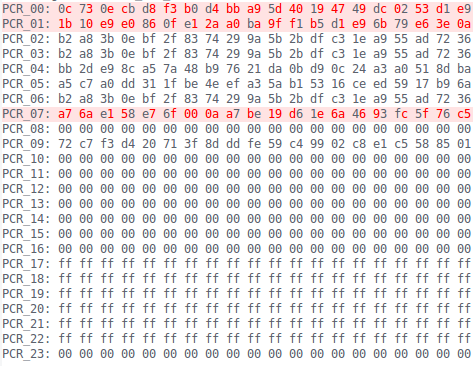 PCR_00: 0c 73 0e cb d8 f3 b0 d4 bb a9 5d 40 19 47 49 dc 02 53 d1 e9
PCR_01: 1b 10 e9 e0 86 0f e1 2a a0 ba 9f f1 b5 d1 e9 6b 79 e6 3e 0a
PCR_02: b2 a8 3b 0e bf 2f 83 74 29 9a 5b 2b df c3 1e a9 55 ad 72 36
PCR_03: b2 a8 3b 0e bf 2f 83 74 29 9a 5b 2b df c3 1e a9 55 ad 72 36
PCR_04: bb 2d e9 8c a5 7a 48 b9 76 21 da 0b d9 0c 24 a3 a0 51 8d ba
PCR_05: a5 c7 a0 dd 31 1f be 4e ef a3 5a b1 53 16 ce ed 59 17 b9 6a
PCR_06: b2 a8 3b 0e bf 2f 83 74 29 9a 5b 2b df c3 1e a9 55 ad 72 36
PCR_07: a7 6a e1 58 e7 6f 00 0a a7 be 19 d6 1e 6a 46 93 fc 5f 76 c5
PCR_08: 00 00 00 00 00 00 00 00 00 00 00 00 00 00 00 00 00 00 00 00
PCR_09: 72 c7 f3 d4 20 71 3f 8d dd fe 59 c4 99 02 c8 e1 c5 58 85 01
PCR_10: 00 00 00 00 00 00 00 00 00 00 00 00 00 00 00 00 00 00 00 00
PCR_11: 00 00 00 00 00 00 00 00 00 00 00 00 00 00 00 00 00 00 00 00
PCR_12: 00 00 00 00 00 00 00 00 00 00 00 00 00 00 00 00 00 00 00 00
PCR_13: 00 00 00 00 00 00 00 00 00 00 00 00 00 00 00 00 00 00 00 00
PCR_14: 00 00 00 00 00 00 00 00 00 00 00 00 00 00 00 00 00 00 00 00
PCR_15: 00 00 00 00 00 00 00 00 00 00 00 00 00 00 00 00 00 00 00 00
PCR_16: 00 00 00 00 00 00 00 00 00 00 00 00 00 00 00 00 00 00 00 00
PCR_17: ff ff ff ff ff ff ff ff ff ff ff ff ff ff ff ff ff ff ff ff
PCR_18: ff ff ff ff ff ff ff ff ff ff ff ff ff ff ff ff ff ff ff ff
PCR_19: ff ff ff ff ff ff ff ff ff ff ff ff ff ff ff ff ff ff ff ff
PCR_20: ff ff ff ff ff ff ff ff ff ff ff ff ff ff ff ff ff ff ff ff
PCR_21: ff ff ff ff ff ff ff ff ff ff ff ff ff ff ff ff ff ff ff ff
PCR_22: ff ff ff ff ff ff ff ff ff ff ff ff ff ff ff ff ff ff ff ff
PCR_23: 00 00 00 00 00 00 00 00 00 00 00 00 00 00 00 00 00 00 00 00